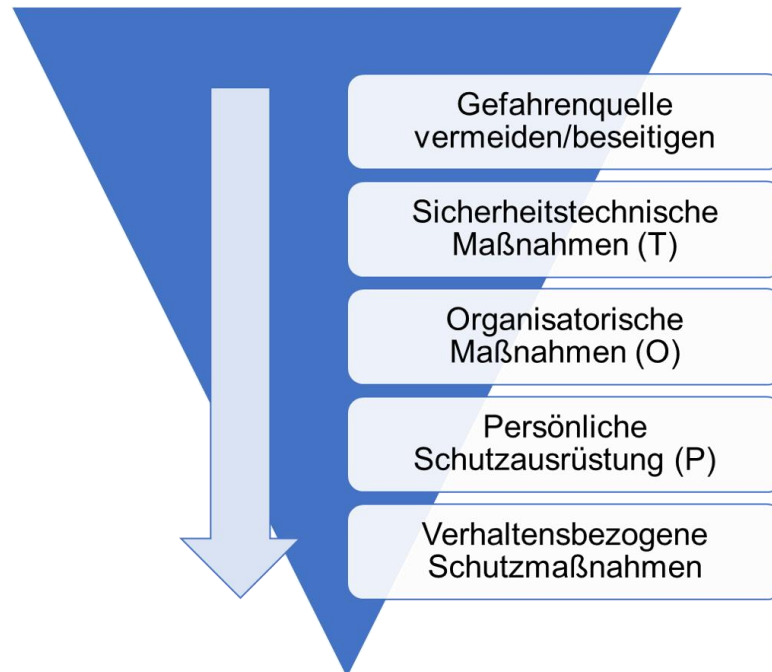 Gefahrenquelle
vermeiden/beseitigen
Sicherheitstechnische
Maßnahmen (T)
Organisatorische
Maßnahmen (O)
Persönliche
Schutzausrüstung (P)
Verhaltensbezogene
Schutzmaßnahmen